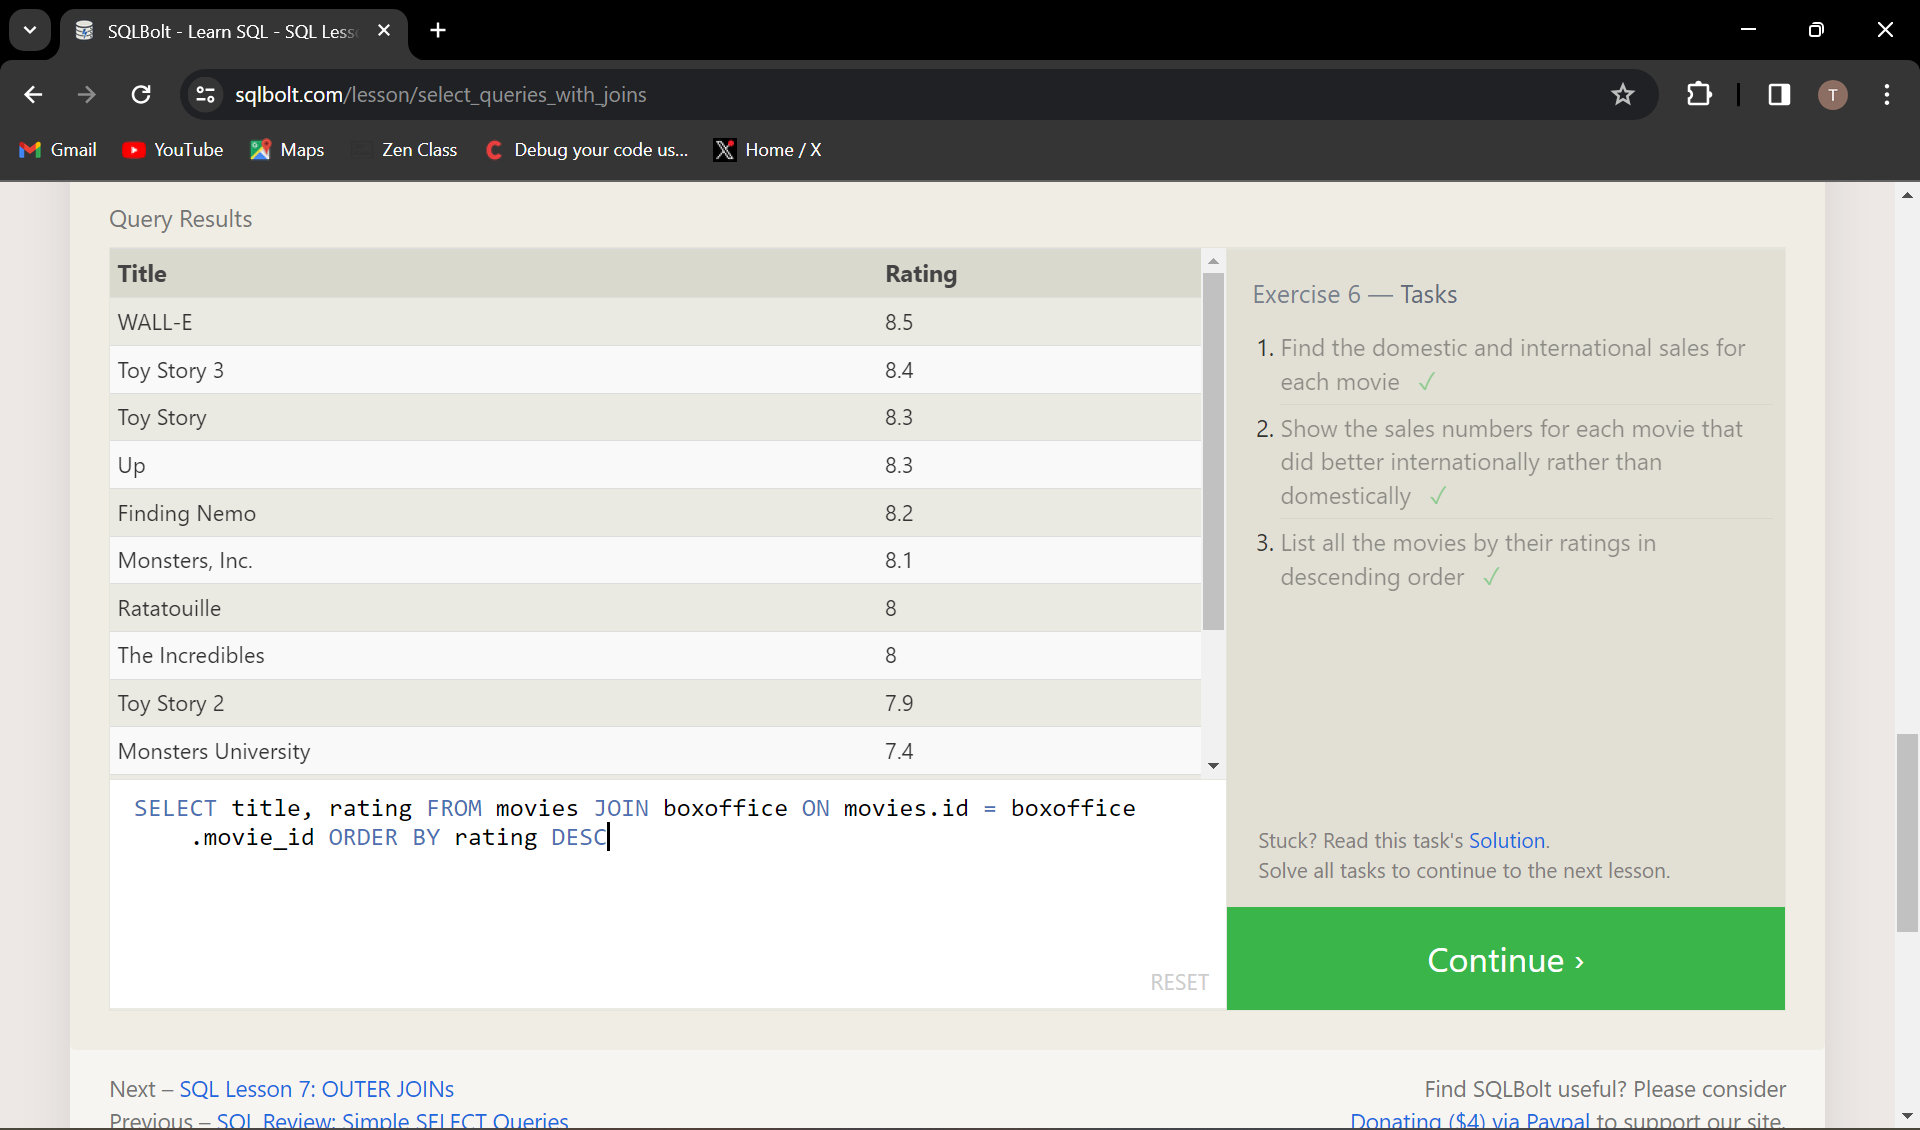 SQLBolt - Learn SQL - SQL Less
sqlbolt.com/lesson/select_queries_with_joins
T
Gmail
YouTube
Maps
Zen Class
Debug your code us...
Home / X
Query Results
Title Rating
WALL-E 8.5
Toy Story 3 8.4
Toy Story 8.3
Up 8.3
Finding Nemo 8.2
Monsters, Inc. 8.1
Ratatouille 8
The Incredibles 8
Toy Story 2 7.9
Monsters University 7.4
SELECT title, rating FROM movies JOIN boxoffice ON movies.id = boxoffice
.movie_id ORDER BY rating DESC
RESET
Exercise 6 — Tasks
1. Find the domestic and international sales for
each movie ✓
2. Show the sales numbers for each movie that
did better internationally rather than
domestically ✓
3. List all the movies by their ratings in
descending order ✓
Stuck? Read this task's Solution.
Solve all tasks to continue to the next lesson.
Continue ›
Next – SQL Lesson 7: OUTER JOINs
Previous – SQL Review: Simple SELECT Queries
Find SQLBolt useful? Please consider
Donating ($4) via Paypal to support our site.